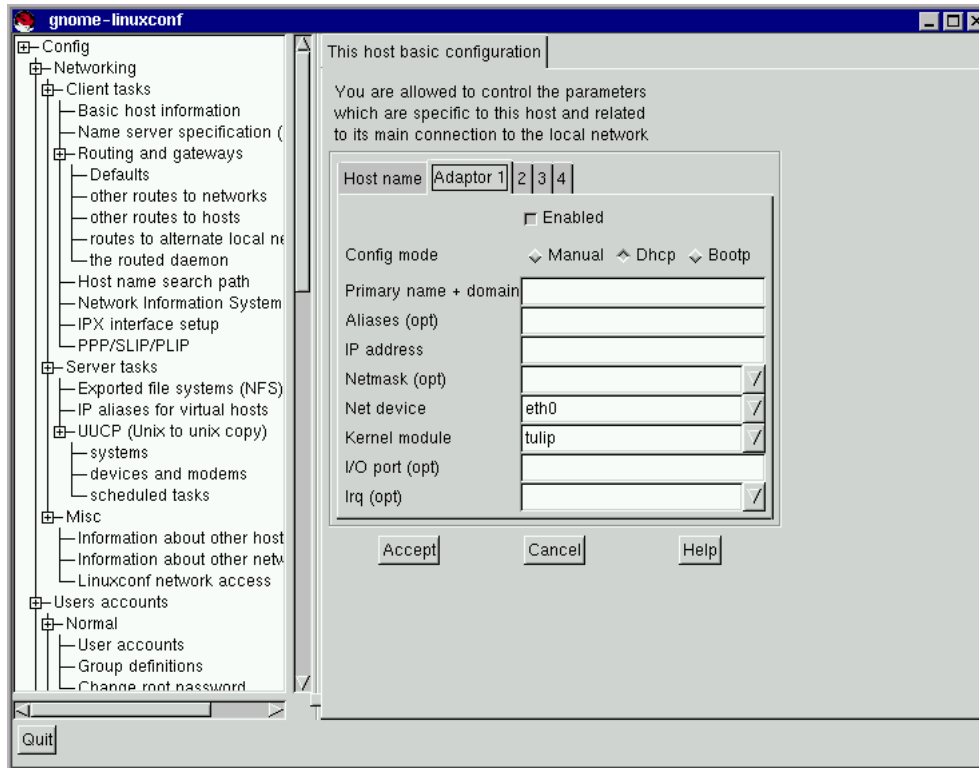 gnome-linuxconf
Config
Networking
Client tasks
Basic host information
Name server specification (
Routing and gateways
Defaults
other routes to networks
other routes to hosts
routes to alternate local ne
the routed daemon
Host name search path
Network Information System
IPX interface setup
PPP/SLIP/PLIP
Server tasks
Exported file systems (NFS)
IP aliases for virtual hosts
UUCP (Unix to unix copy)
systems
devices and modems
scheduled tasks
Misc
Information about other host
Information about other netw
Linuxconf network access
Users accounts
Normal
User accounts
Group definitions
Change root password
Quit
This host basic configuration
You are allowed to control the parameters
which are specific to this host and related
to its main connection to the local network
Host name Adaptor 1 2 3 4
Enabled
Config mode Manual Dhcp Bootp
Primary name + domain
Aliases (opt)
IP address
Netmask (opt)
Net device eth0
Kernel module tulip
I/O port (opt)
Irq (opt)
Accept Cancel Help